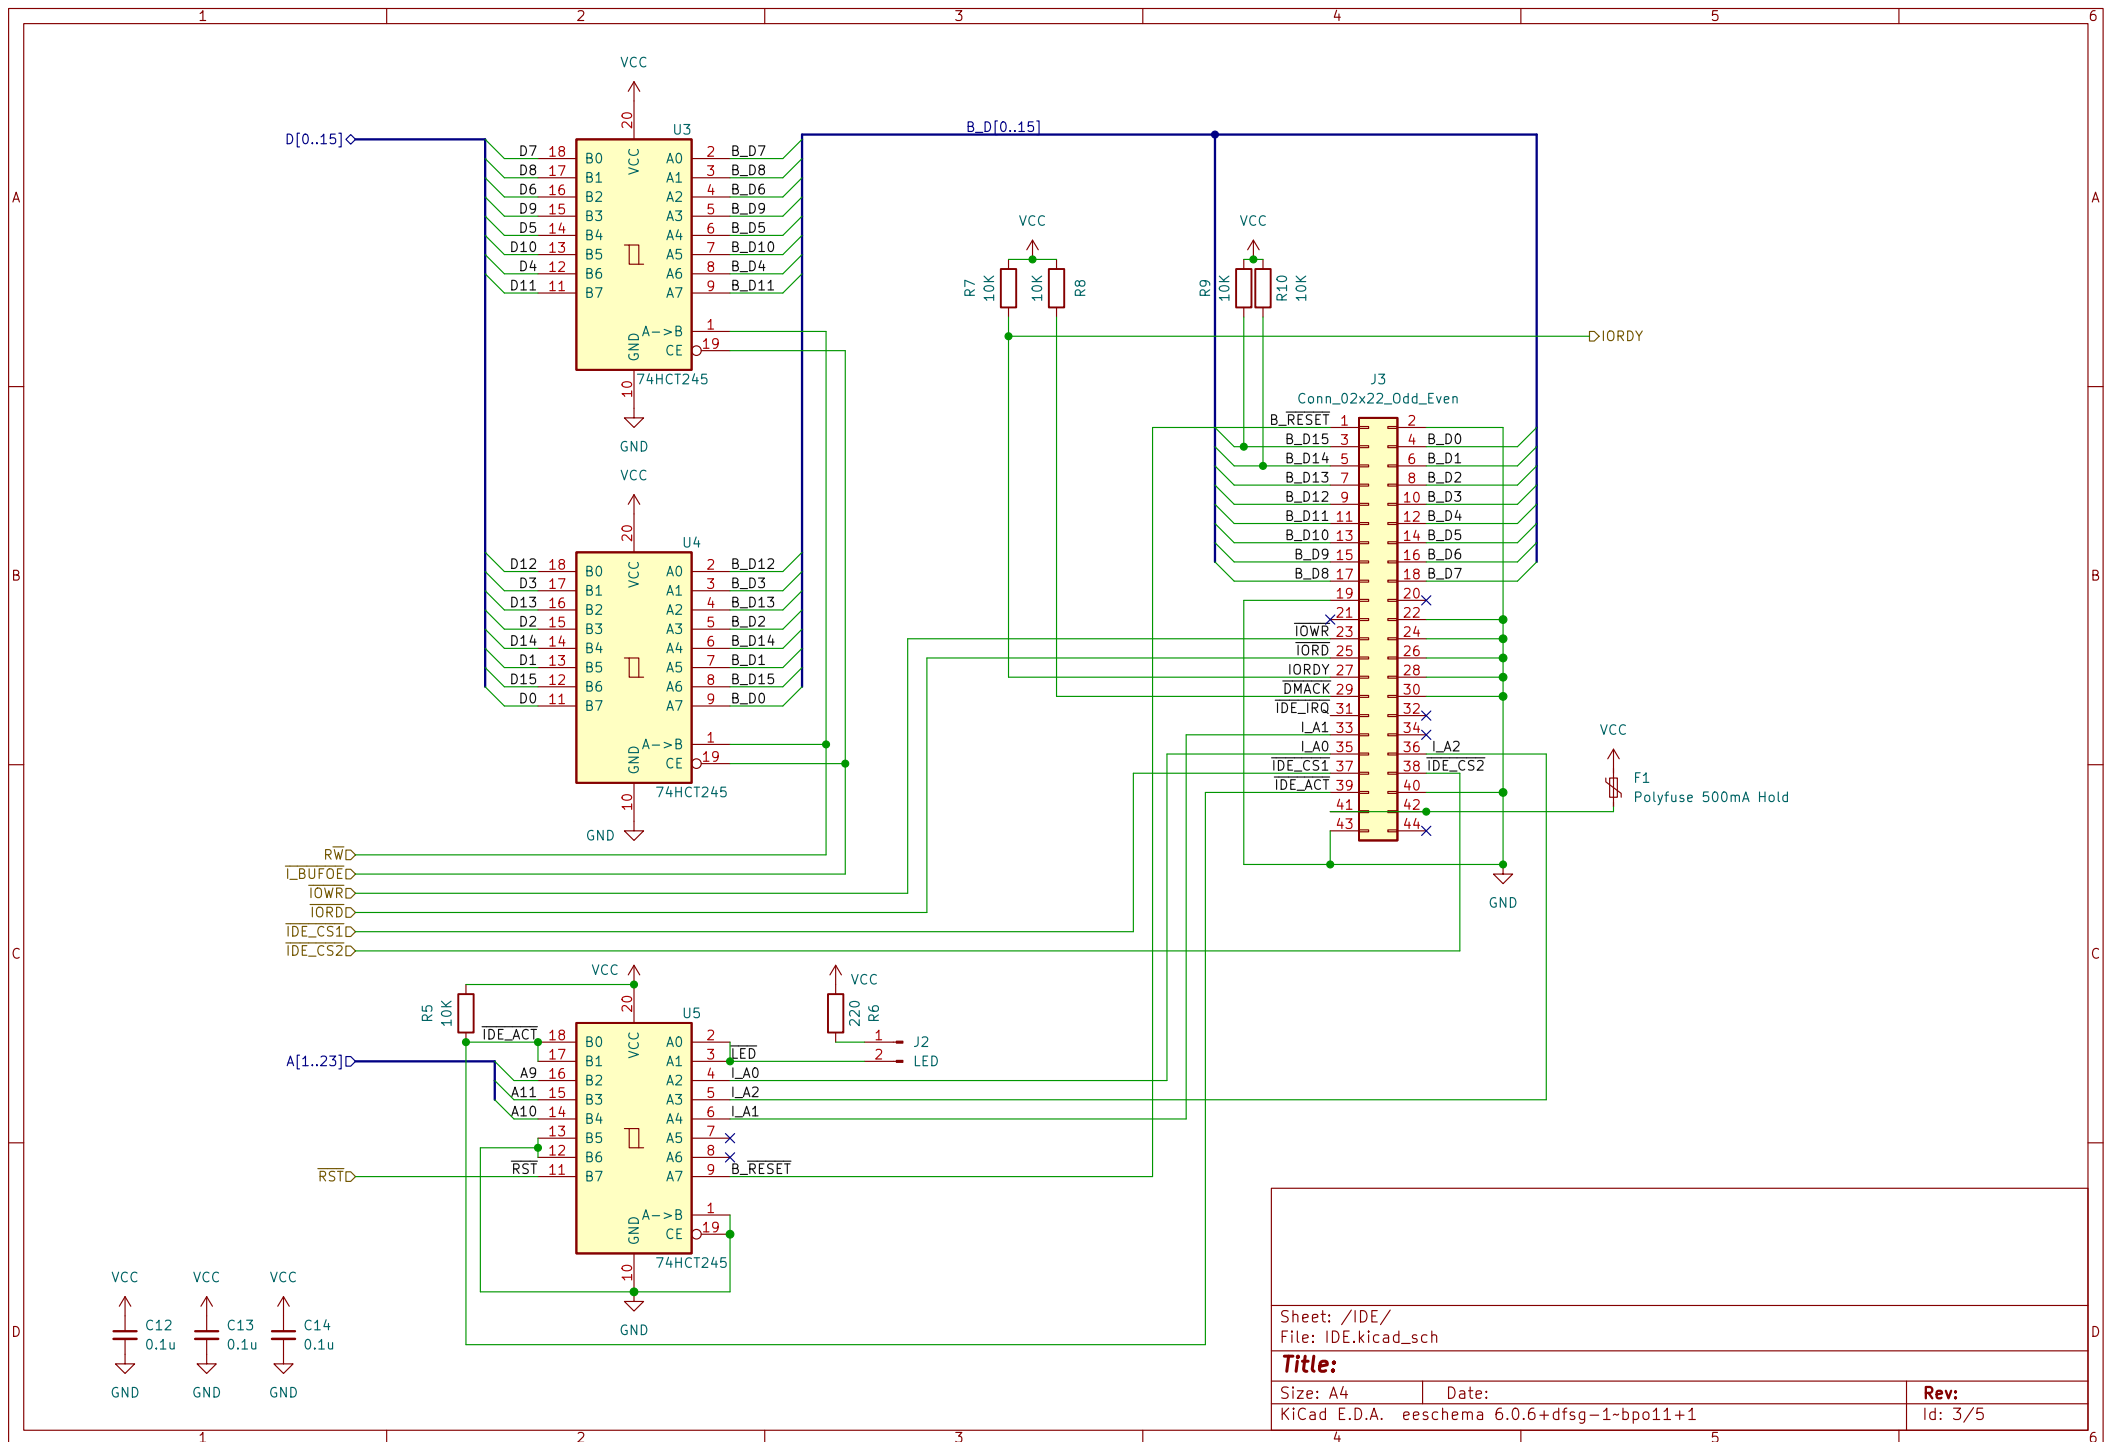 1 2 3 4 5 6
A A
B B
C C
D D
1 2 3 4 5 6
D[0..15]
B_D[0..15]
VCC
20
U3
D7 18 B0 VCC A0 2 B_D7
D8 17 B1 A1 3 B_D8
D6 16 B2 A2 4 B_D6
D9 15 B3 A3 5 B_D9
D5 14 B4 A4 6 B_D5
D10 13 B5 A5 7 B_D10
D4 12 B6 A6 8 B_D4
D11 11 B7 A7 9 B_D11
A->B 1
GND CE 19
74HCT245
10
GND
VCC
20
U4
D12 18 B0 VCC A0 2 B_D12
D3 17 B1 A1 3 B_D3
D13 16 B2 A2 4 B_D13
D2 15 B3 A3 5 B_D2
D14 14 B4 A4 6 B_D14
D1 13 B5 A5 7 B_D1
D15 12 B6 A6 8 B_D15
D0 11 B7 A7 9 B_D0
A->B 1
GND CE 19
74HCT245
10
GND
VCC
R7 10K 10K R8
VCC
R9 10K R10 10K
IORDY
J3
Conn_02x22_Odd_Even
B_RESET 1 2
B_D15 3 4 B_D0
B_D14 5 6 B_D1
B_D13 7 8 B_D2
B_D12 9 10 B_D3
B_D11 11 12 B_D4
B_D10 13 14 B_D5
B_D9 15 16 B_D6
B_D8 17 18 B_D7
19 20
21 22
IOWR 23 24
IORD 25 26
IORDY 27 28
DMACK 29 30
IDE_IRQ 31 32
I_A1 33 34
I_A0 35 36 I_A2
IDE_CS1 37 38 IDE_CS2
IDE_ACT 39 40
41 42
43 44
GND
VCC
F1
Polyfuse 500mA Hold
RW
I_BUFOE
IOWR
IORD
IDE_CS1
IDE_CS2
VCC
20
R5 10K
U5
IDE_ACT 18 B0 VCC A0 2
17 B1 A1 3 LED
A[1..23]
A9 16 B2 A2 4 I_A0
A11 15 B3 A3 5 I_A2
A10 14 B4 A4 6 I_A1
13 B5 A5 7
12 B6 A6 8
RST
RST 11 B7 A7 9 B_RESET
A->B 1
GND CE 19
74HCT245
10
GND
VCC
220 R6
1 J2
2 LED
VCC VCC VCC
C12 C13 C14
0.1u 0.1u 0.1u
GND GND GND
Sheet: /IDE/
File: IDE.kicad_sch
Title:
Size: A4 Date: Rev:
KiCad E.D.A. eeschema 6.0.6+dfsg-1~bpo11+1 Id: 3/5